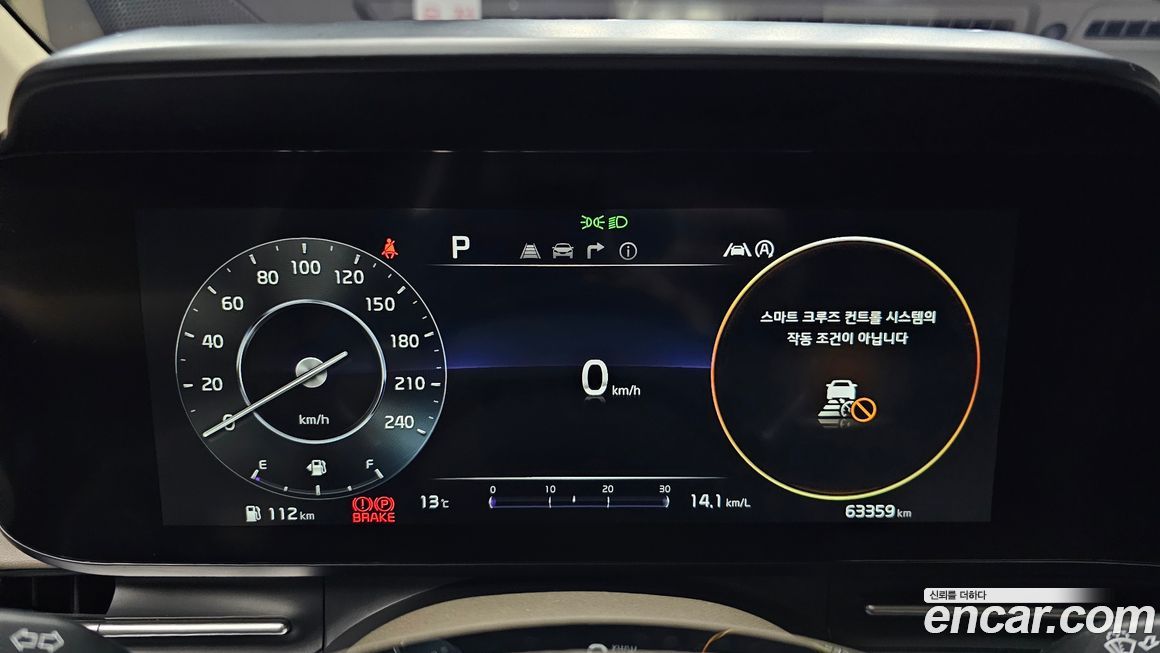 P
스마트 크루즈 컨트롤 시스템의
작동 조건이 아닙니다
0 20 40 60 80 100 120 150 180 210 240
km/h
0 km/h
E F
112 km
BRAKE
13 ℃
0 10 20 30
14.1 km/L
63359 km
신뢰를 더하다
encar.com